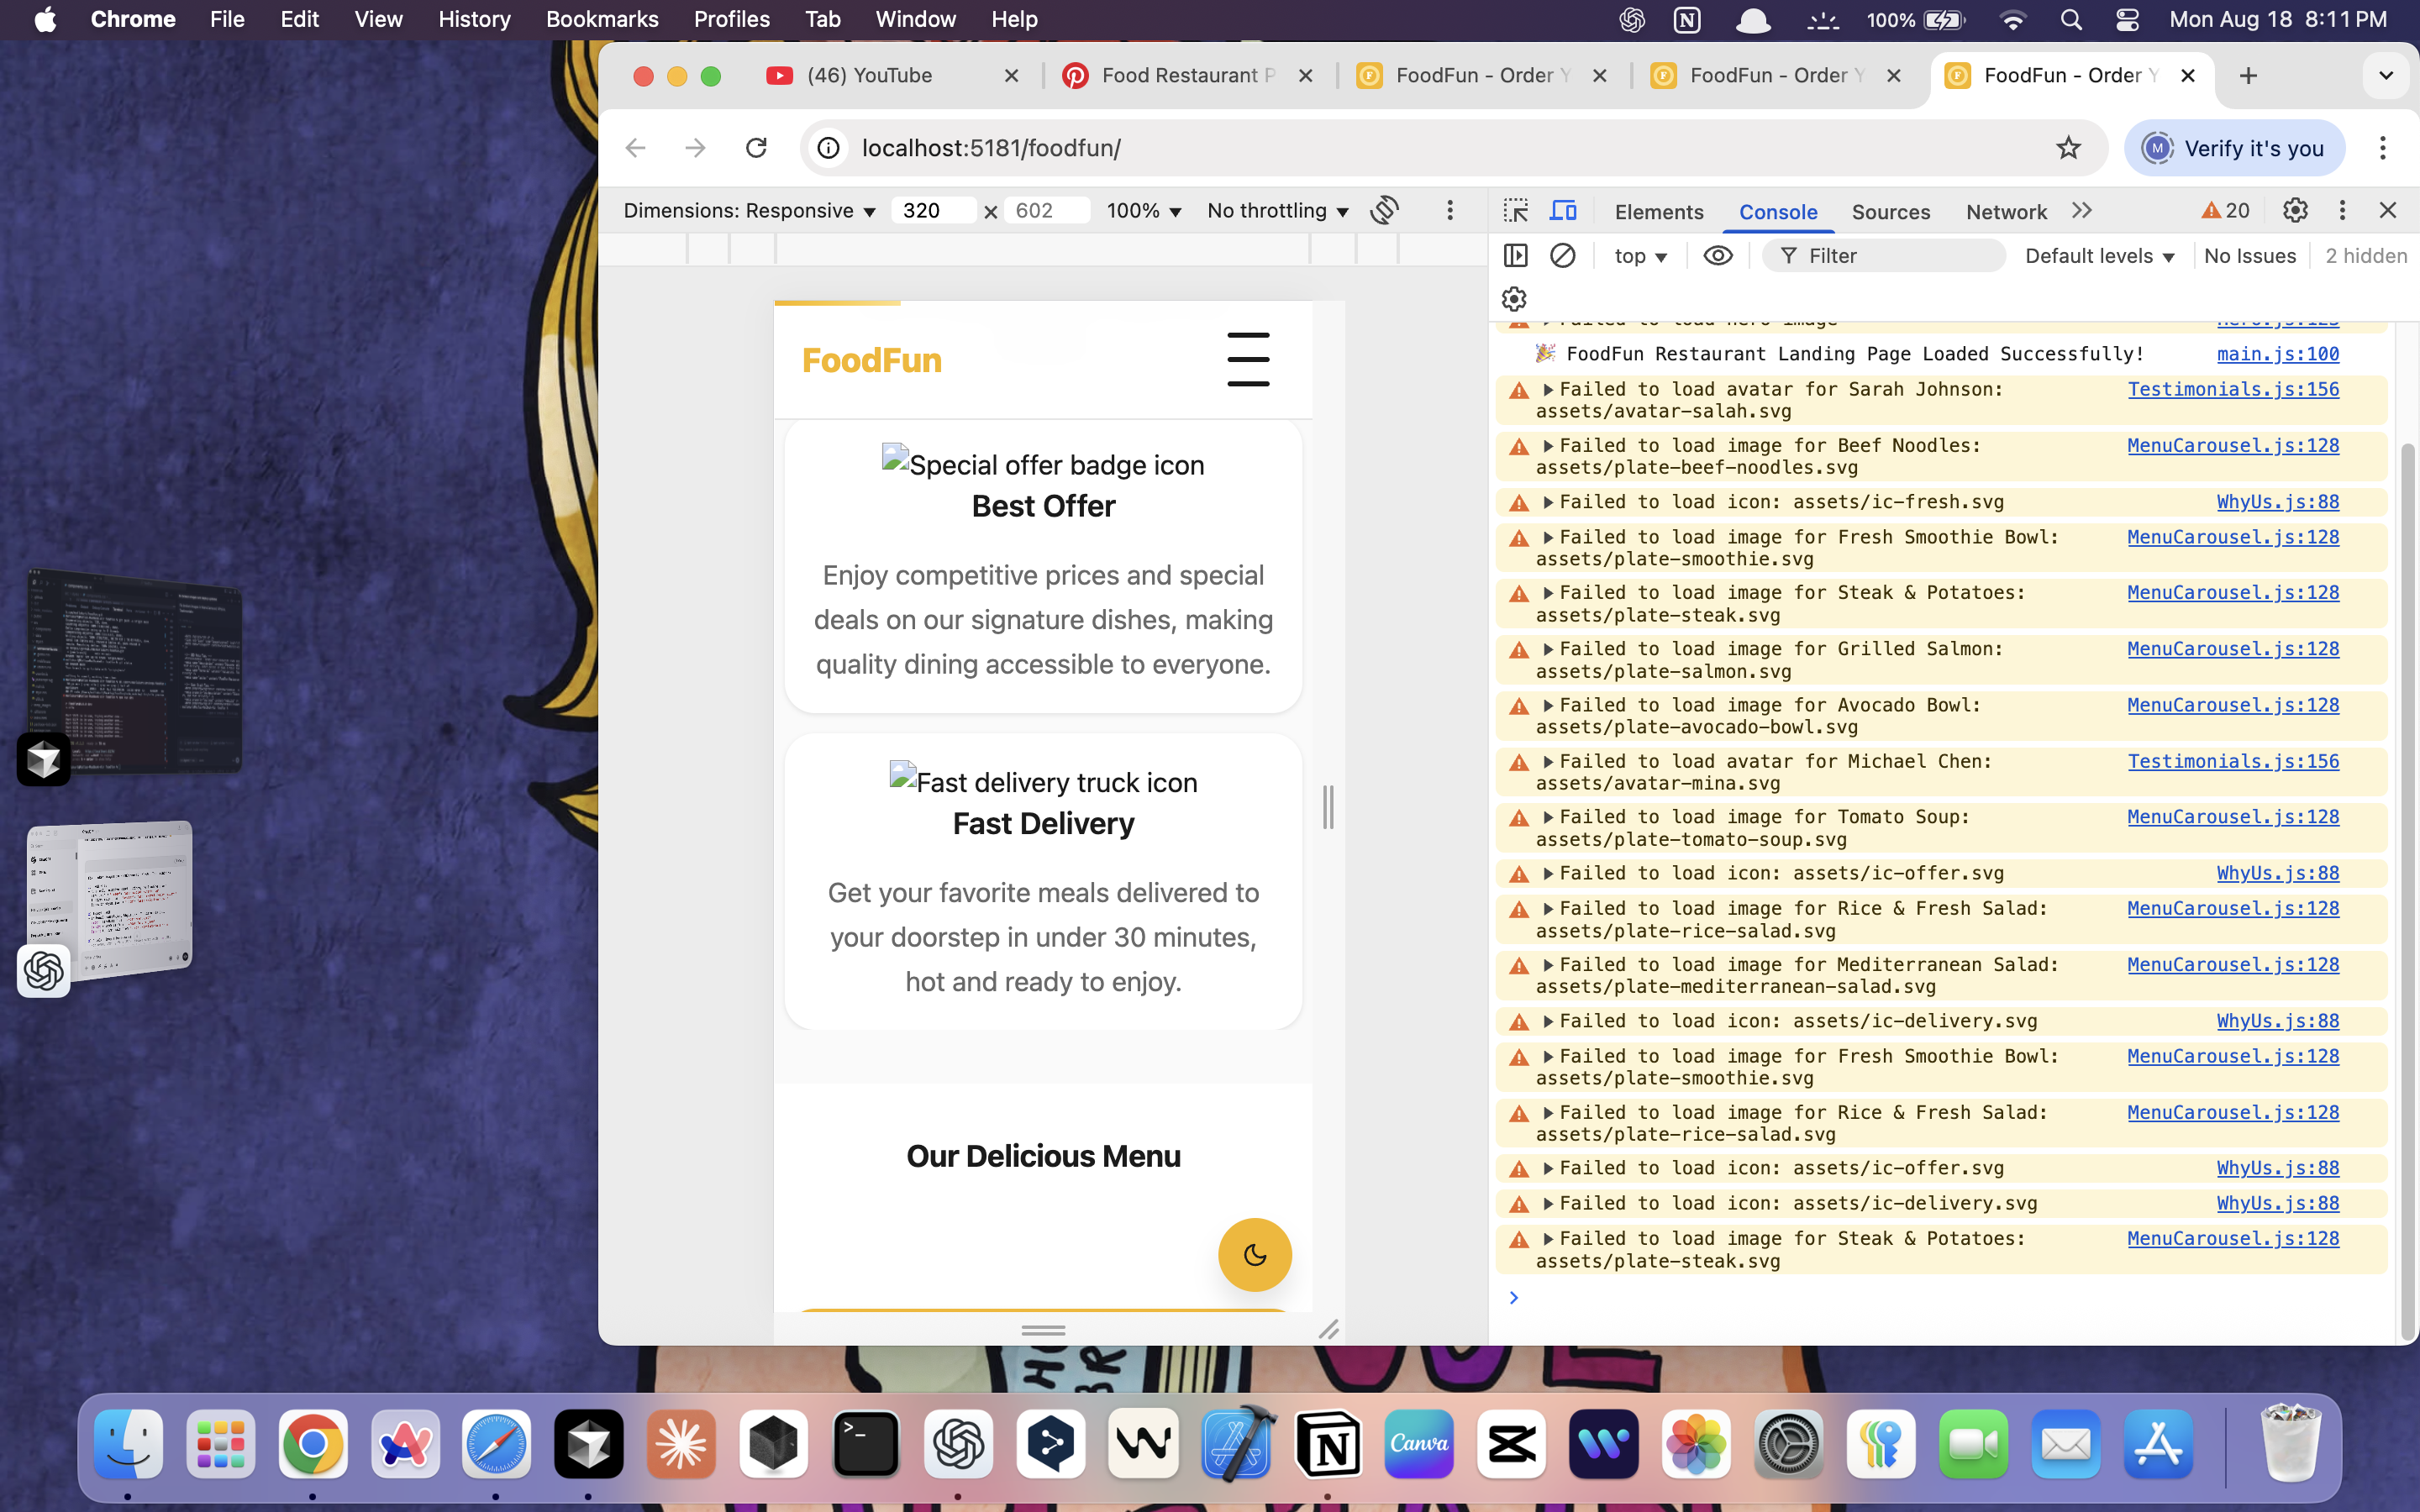 Chrome File Edit View History Bookmarks Profiles Tab Window Help
100% Mon Aug 18 8:11 PM
(46) YouTube
Food Restaurant P
FoodFun - Order Y
FoodFun - Order Y
FoodFun - Order Y
localhost:5181/foodfun/
M Verify it's you
Dimensions: Responsive 320 x 602 100% No throttling
Elements Console Sources Network 20
top Filter Default levels No Issues 2 hidden
FoodFun
Special offer badge icon
Best Offer
Enjoy competitive prices and special
deals on our signature dishes, making
quality dining accessible to everyone.
Fast delivery truck icon
Fast Delivery
Get your favorite meals delivered to
your doorstep in under 30 minutes,
hot and ready to enjoy.
Our Delicious Menu
Failed to load hero image Hero.js:125
🎉 FoodFun Restaurant Landing Page Loaded Successfully! main.js:100
Failed to load avatar for Sarah Johnson: Testimonials.js:156
assets/avatar-salah.svg
Failed to load image for Beef Noodles: MenuCarousel.js:128
assets/plate-beef-noodles.svg
Failed to load icon: assets/ic-fresh.svg WhyUs.js:88
Failed to load image for Fresh Smoothie Bowl: MenuCarousel.js:128
assets/plate-smoothie.svg
Failed to load image for Steak & Potatoes: MenuCarousel.js:128
assets/plate-steak.svg
Failed to load image for Grilled Salmon: MenuCarousel.js:128
assets/plate-salmon.svg
Failed to load image for Avocado Bowl: MenuCarousel.js:128
assets/plate-avocado-bowl.svg
Failed to load avatar for Michael Chen: Testimonials.js:156
assets/avatar-mina.svg
Failed to load image for Tomato Soup: MenuCarousel.js:128
assets/plate-tomato-soup.svg
Failed to load icon: assets/ic-offer.svg WhyUs.js:88
Failed to load image for Rice & Fresh Salad: MenuCarousel.js:128
assets/plate-rice-salad.svg
Failed to load image for Mediterranean Salad: MenuCarousel.js:128
assets/plate-mediterranean-salad.svg
Failed to load icon: assets/ic-delivery.svg WhyUs.js:88
Failed to load image for Fresh Smoothie Bowl: MenuCarousel.js:128
assets/plate-smoothie.svg
Failed to load image for Rice & Fresh Salad: MenuCarousel.js:128
assets/plate-rice-salad.svg
Failed to load icon: assets/ic-offer.svg WhyUs.js:88
Failed to load icon: assets/ic-delivery.svg WhyUs.js:88
Failed to load image for Steak & Potatoes: MenuCarousel.js:128
assets/plate-steak.svg
Canva